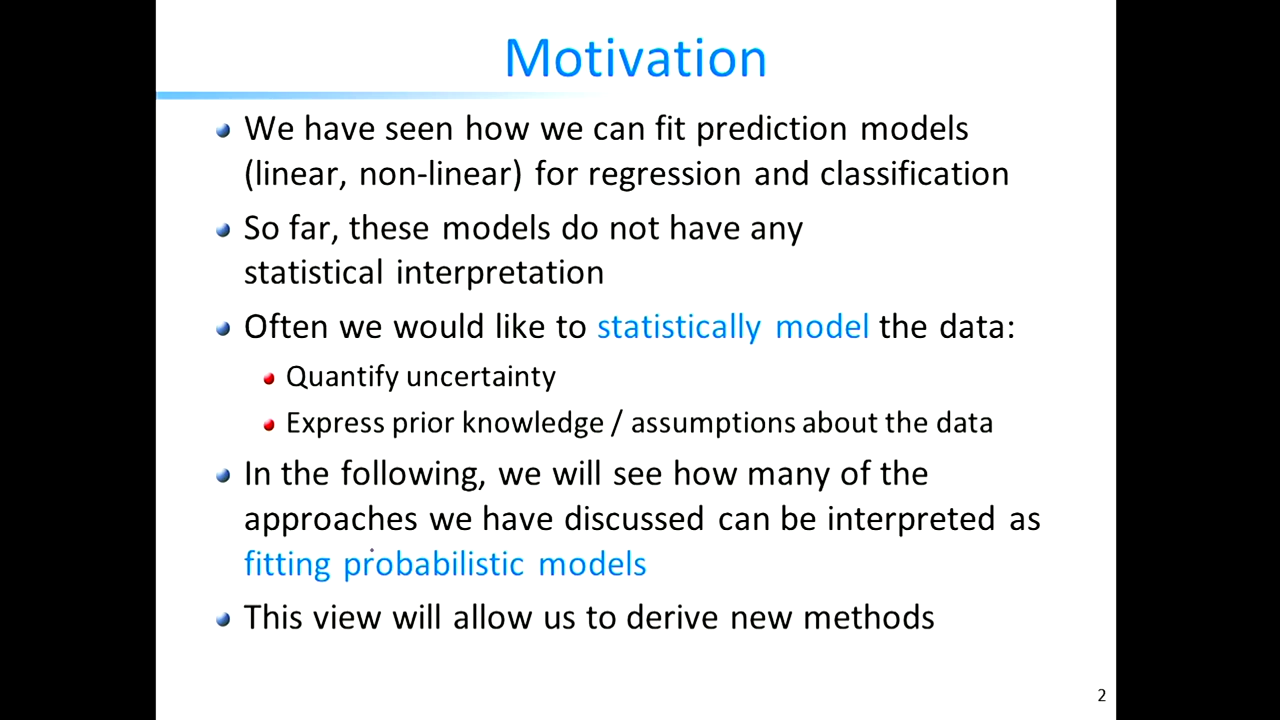 Motivation
We have seen how we can fit prediction models
(linear, non-linear) for regression and classification
So far, these models do not have any
statistical interpretation
Often we would like to statistically model the data:
Quantify uncertainty
Express prior knowledge / assumptions about the data
In the following, we will see how many of the
approaches we have discussed can be interpreted as
fitting probabilistic models
This view will allow us to derive new methods
2